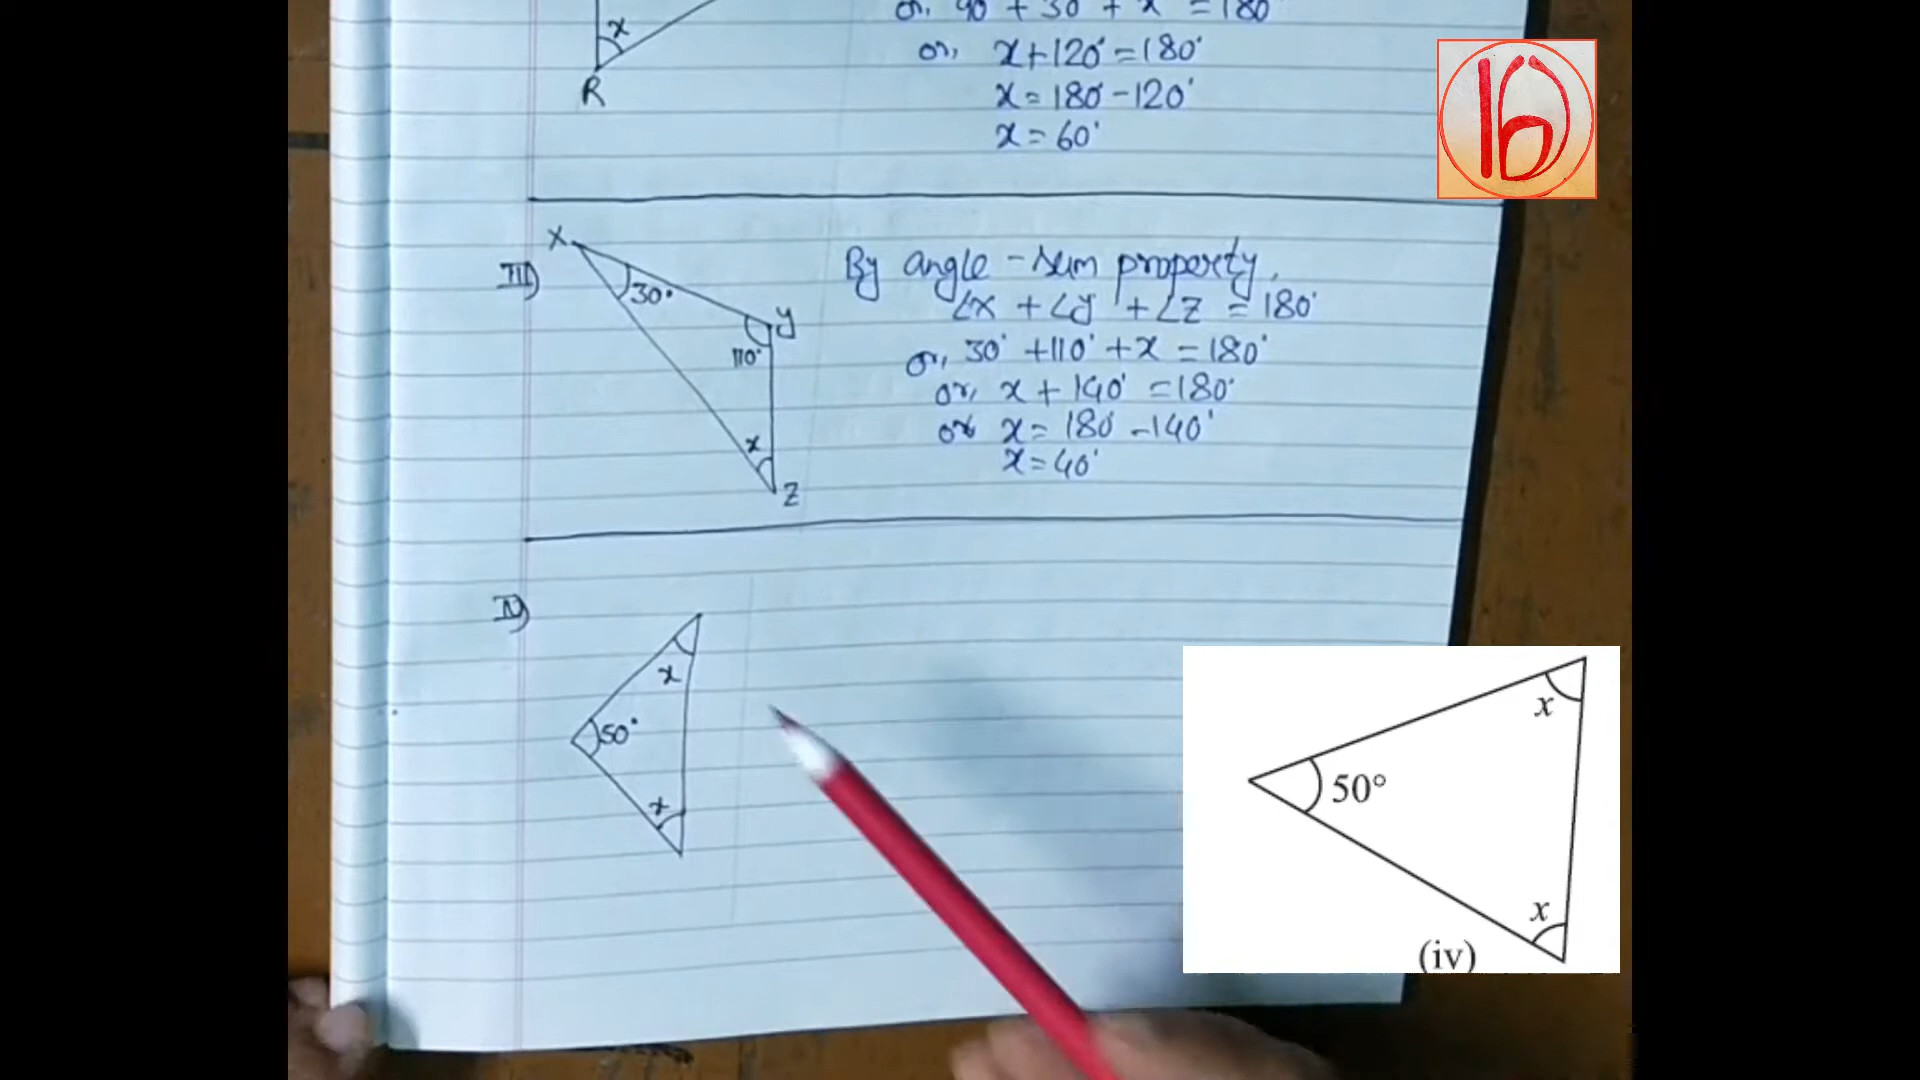 or, 90° + 30° + x = 180°
x
or, x + 120° = 180°
R
x = 180° - 120°
x = 60°
X
III)
30°
Y
110°
x
Z
By angle - sum property,
∠X + ∠Y + ∠Z = 180°
or, 30° + 110° + x = 180°
or, x + 140° = 180°
or x = 180° - 140°
x = 40°
IV)
x
50°
x
x
50°
x
(iv)